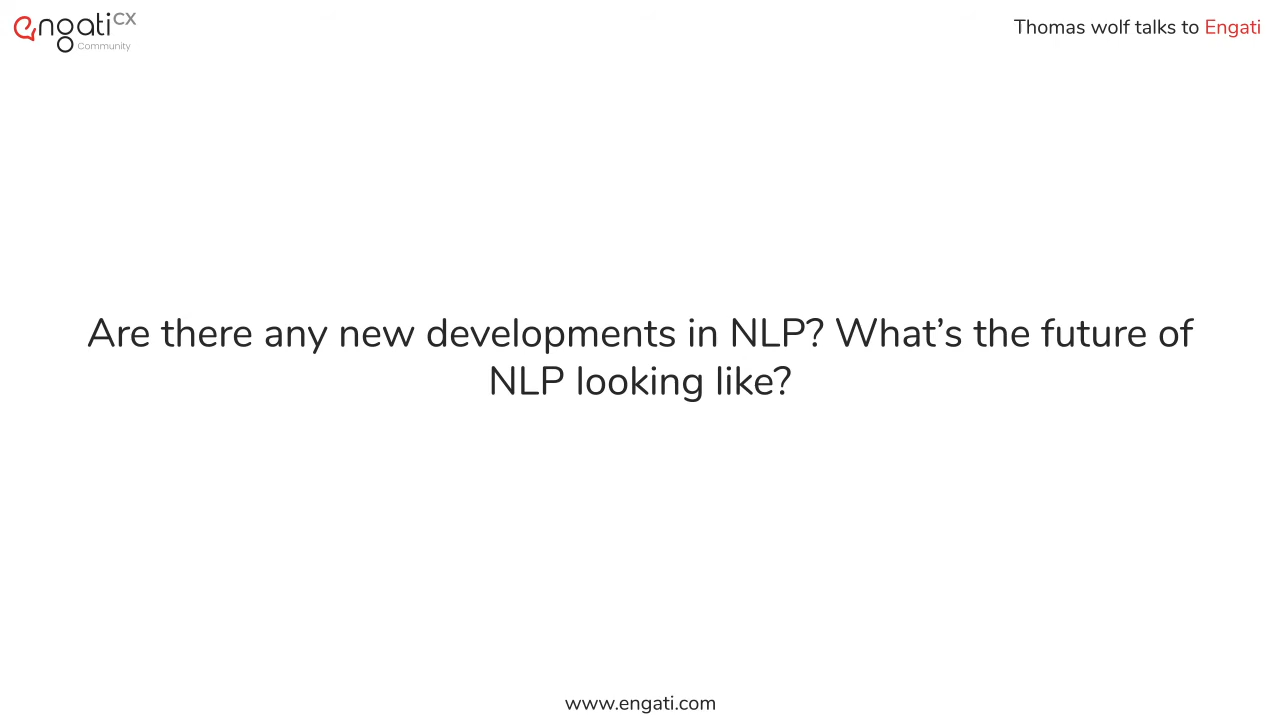 engati CX
Community
Thomas wolf talks to Engati
Are there any new developments in NLP? What’s the future of
NLP looking like?
www.engati.com